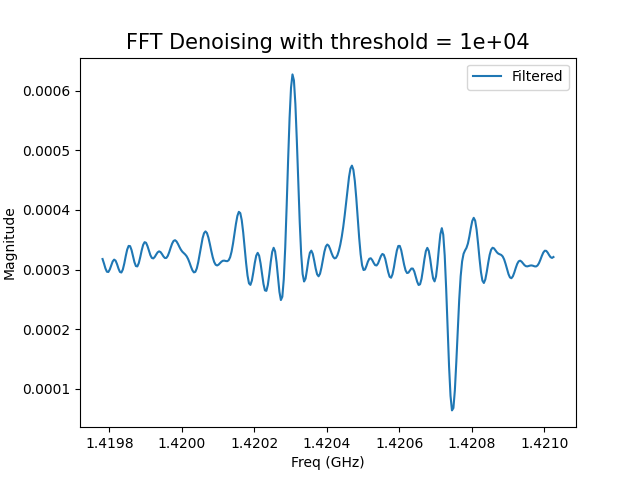 FFT Denoising with threshold = 1e+04
Filtered
0.0006
0.0005
0.0004
0.0003
0.0002
0.0001
Magnitude
1.4198 1.4200 1.4202 1.4204 1.4206 1.4208 1.4210
Freq (GHz)